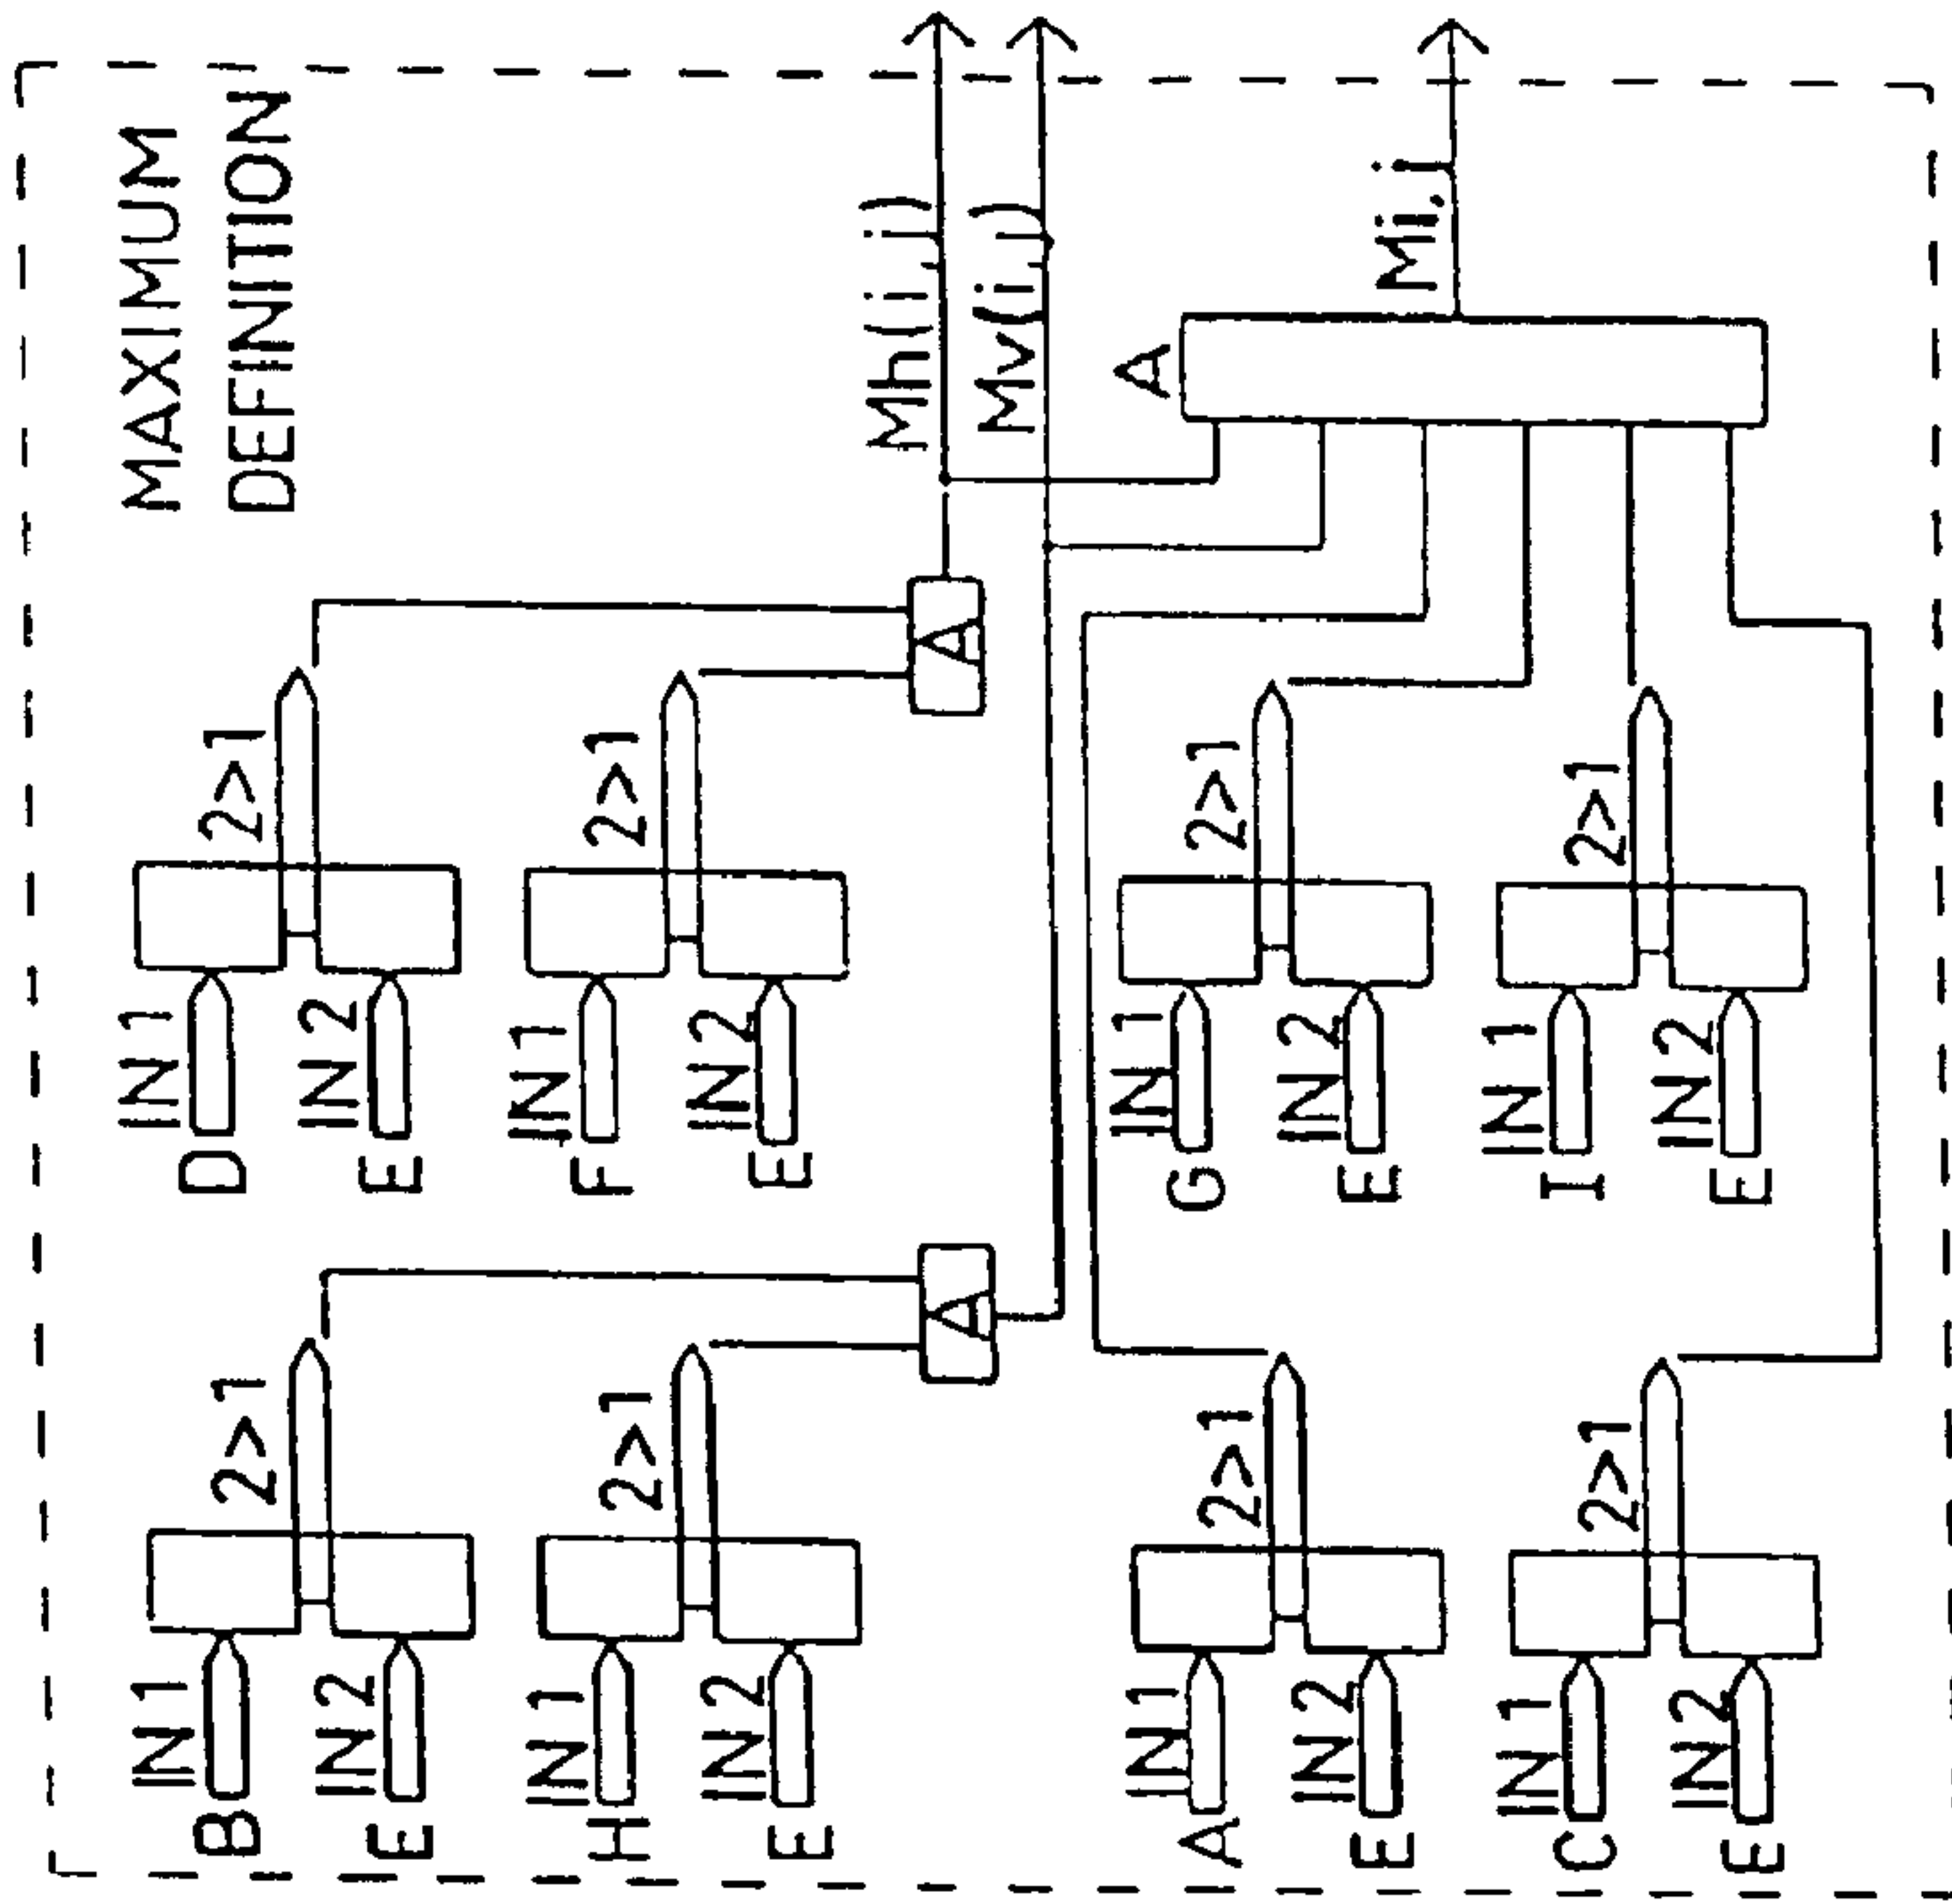 MAXIMUM
DEFINITION
IN1
B
2>1
IN2
E
IN1
D
2>1
IN2
E
IN1
H
2>1
IN2
E
IN1
F
2>1
IN2
E
A
A
Mh(i,j)
Mv(i,j)
IN1
A
2>1
IN2
E
IN1
G
2>1
IN2
E
A
Mi,j
IN1
C
2>1
IN2
E
IN1
I
2>1
IN2
E